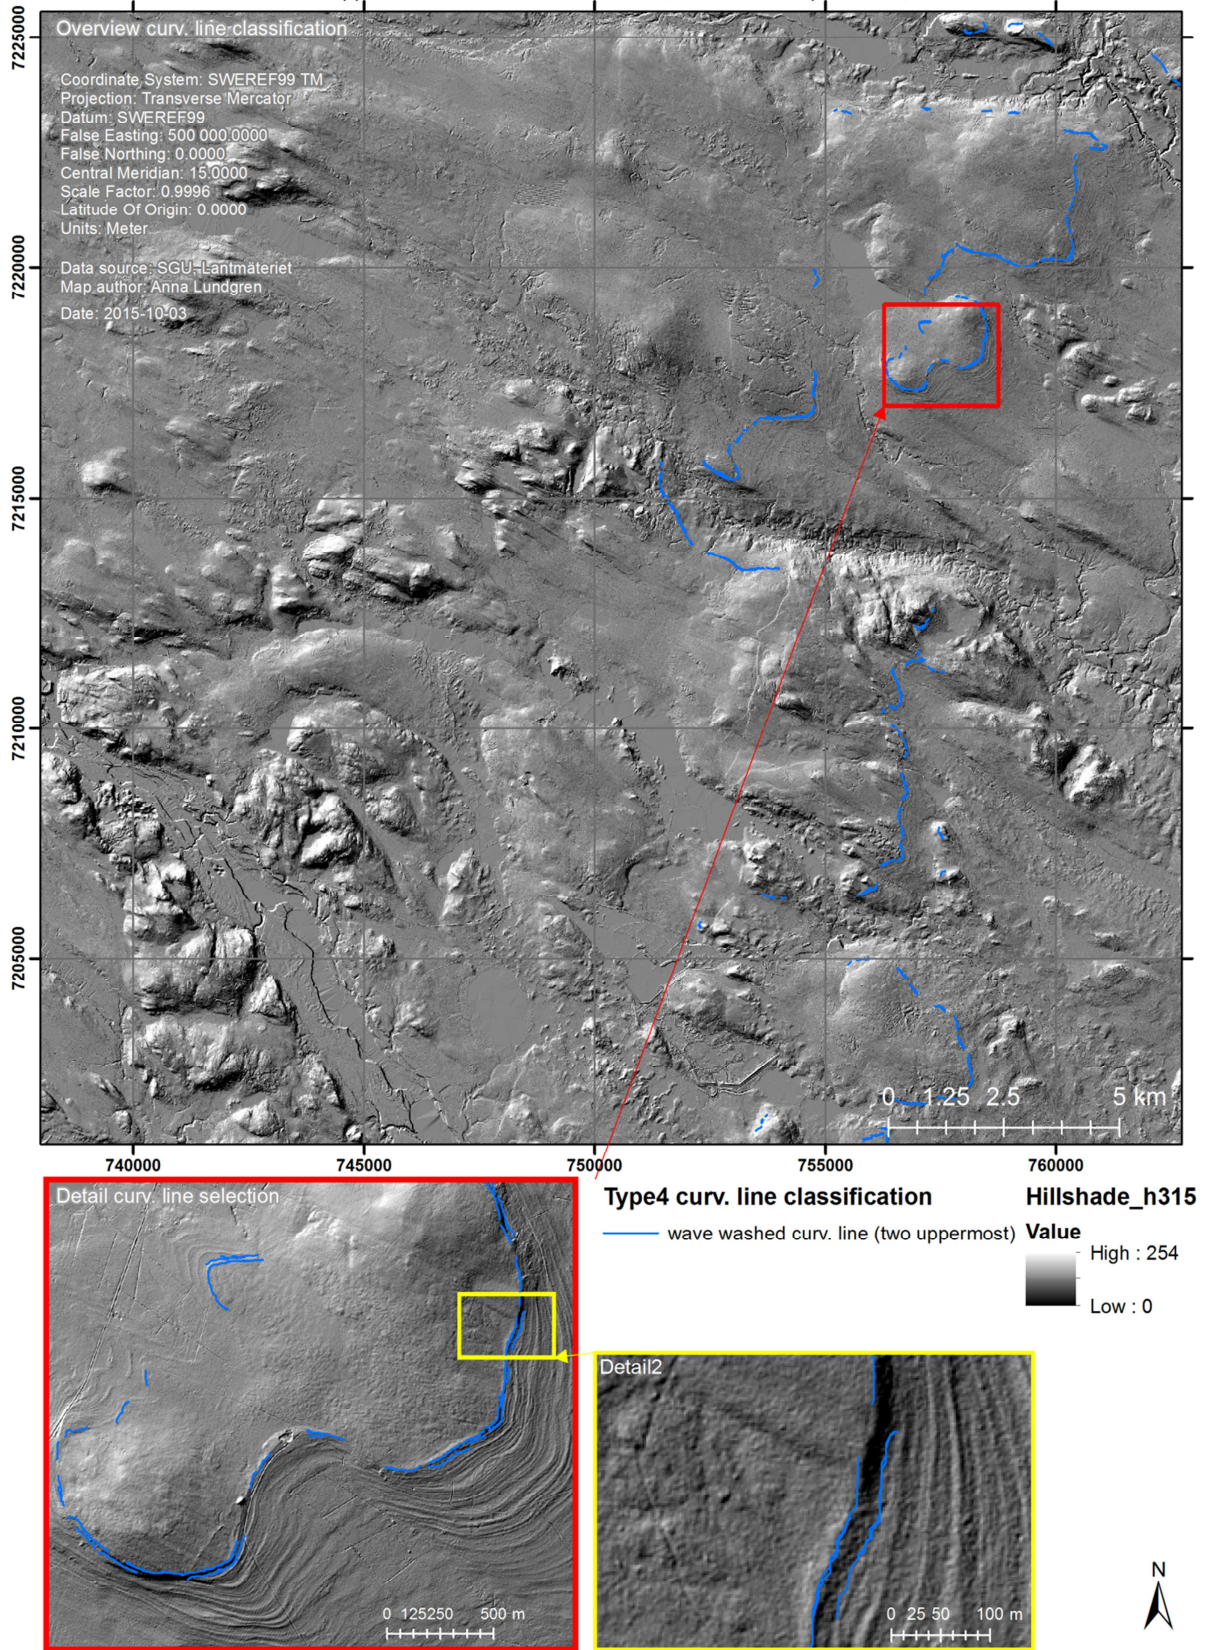 7225000
Overview curv. line classification
Coordinate System: SWEREF99 TM
Projection: Transverse Mercator
Datum: SWEREF99
False Easting: 500 000.0000
False Northing: 0.0000
Central Meridian: 15.0000
Scale Factor: 0.9996
Latitude Of Origin: 0.0000
Units: Meter
Data source: SGU, Lantmäteriet
Map author: Anna Lundgren
Date: 2015-10-03
7220000
7215000
7210000
7205000
0 1.25 2.5 5 km
740000 745000 750000 755000 760000
Detail curv. line selection
0 125250 500 m
Type4 curv. line classification
wave washed curv. line (two uppermost)
Hillshade_h315
Value
High : 254
Low : 0
Detail2
0 25 50 100 m
N